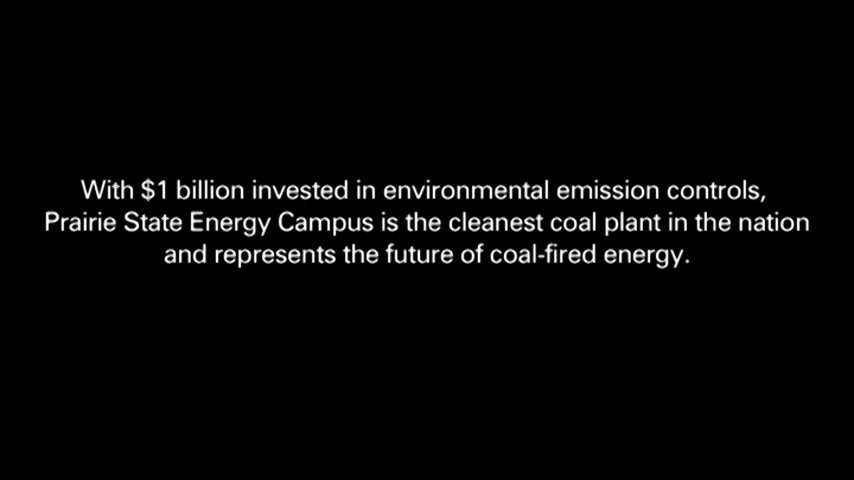 With $1 billion invested in environmental emission controls,
Prairie State Energy Campus is the cleanest coal plant in the nation
and represents the future of coal-fired energy.